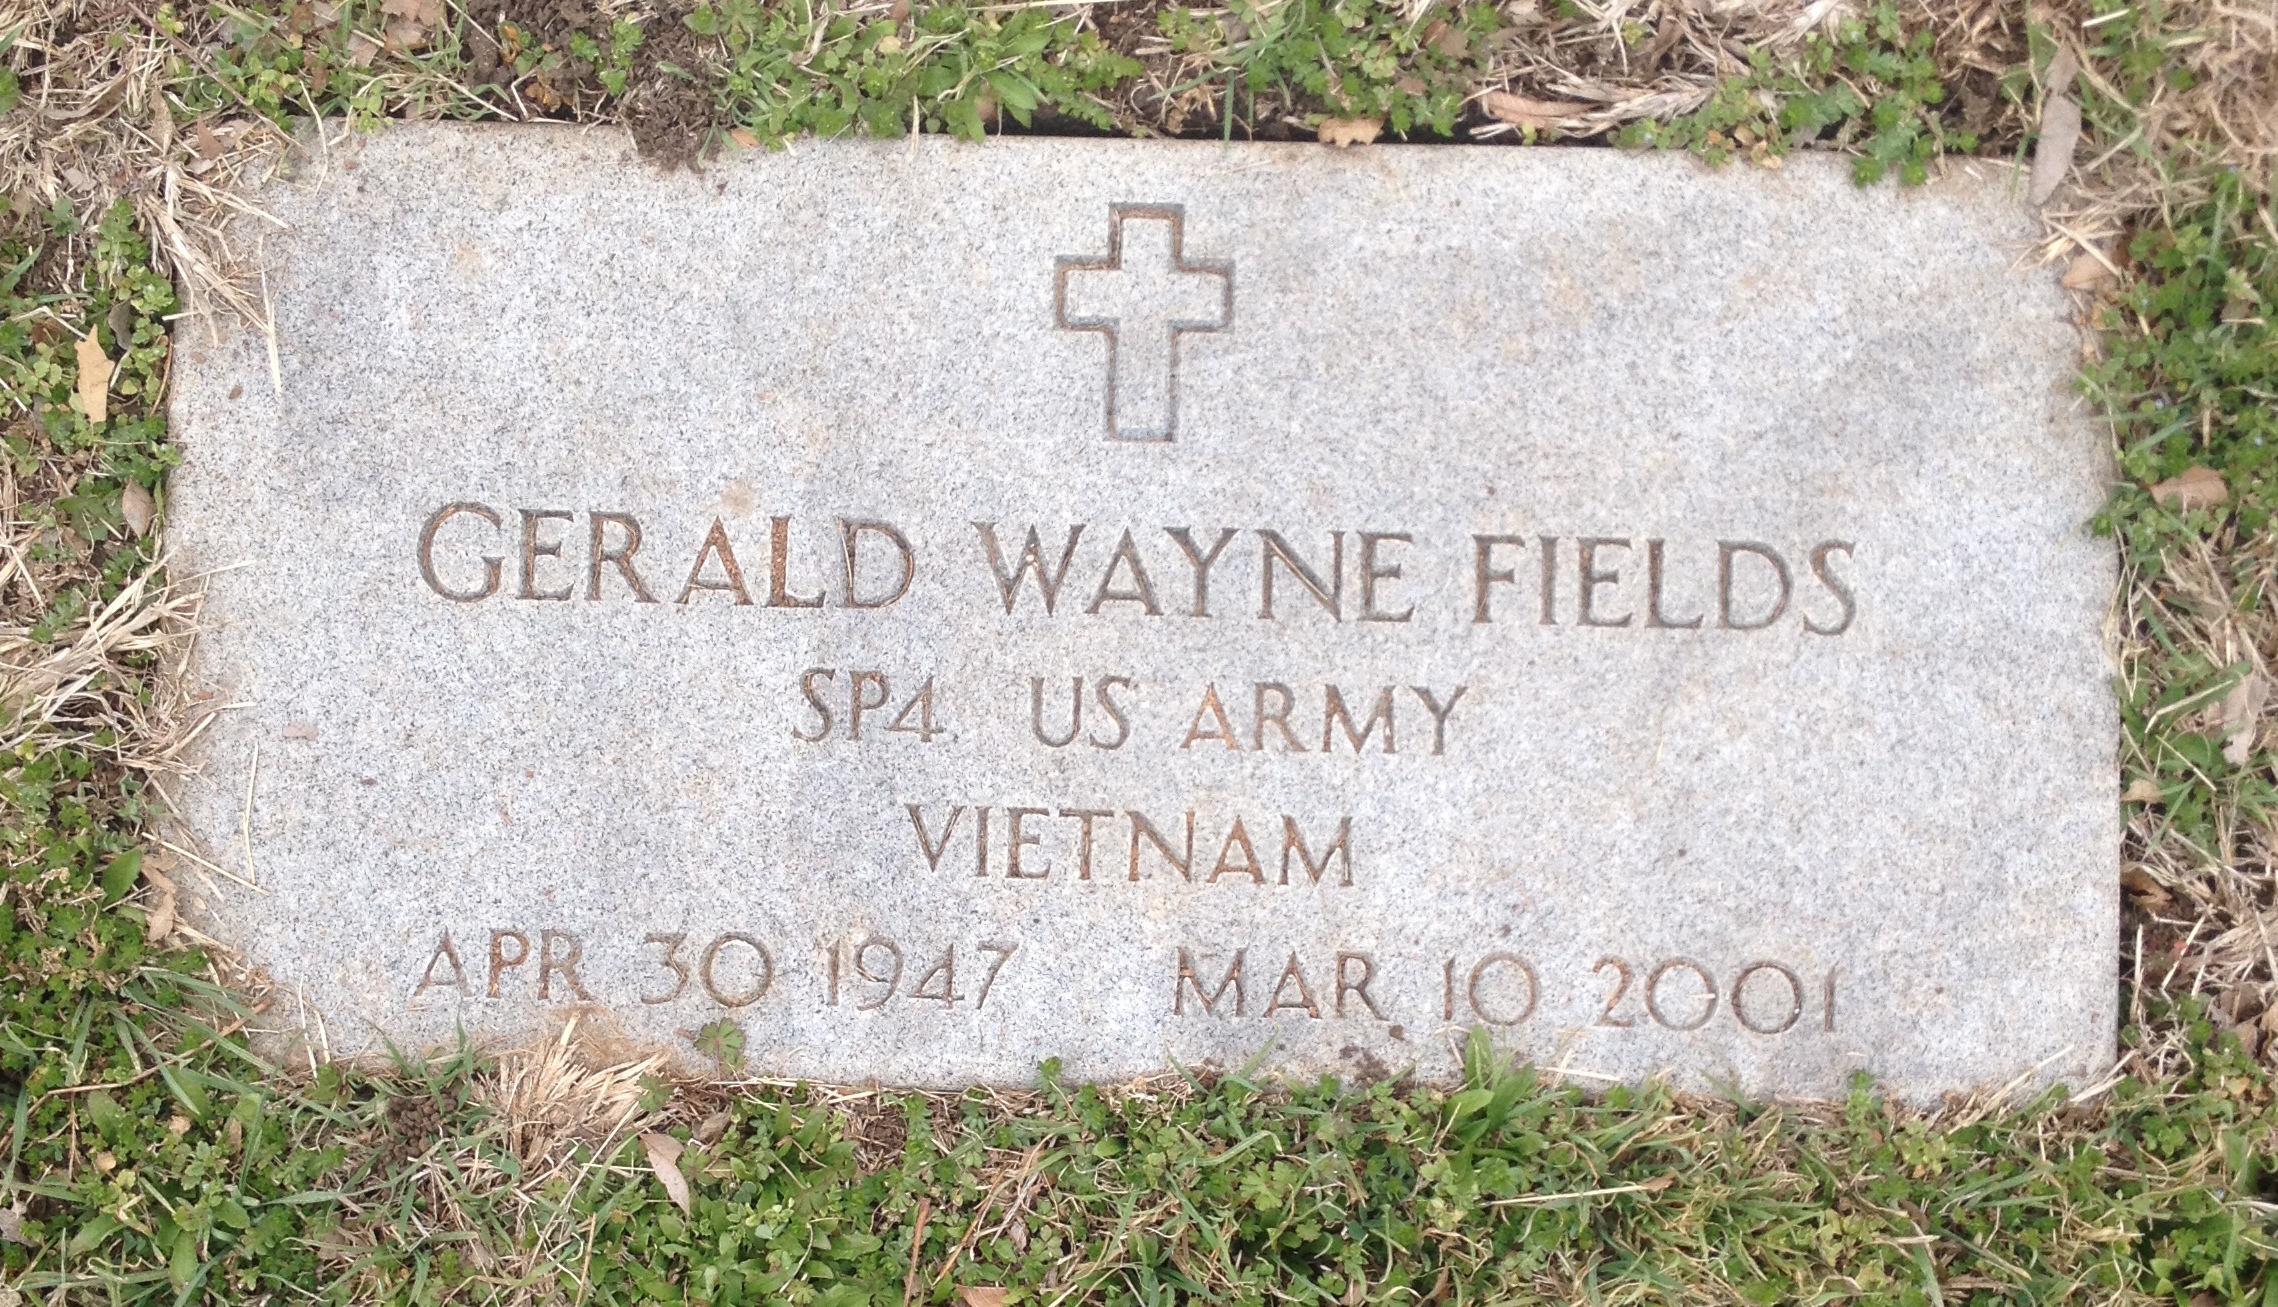 GERALD WAYNE FIELDS
SP4 US ARMY
VIETNAM
APR 30 1947 MAR 10 2001